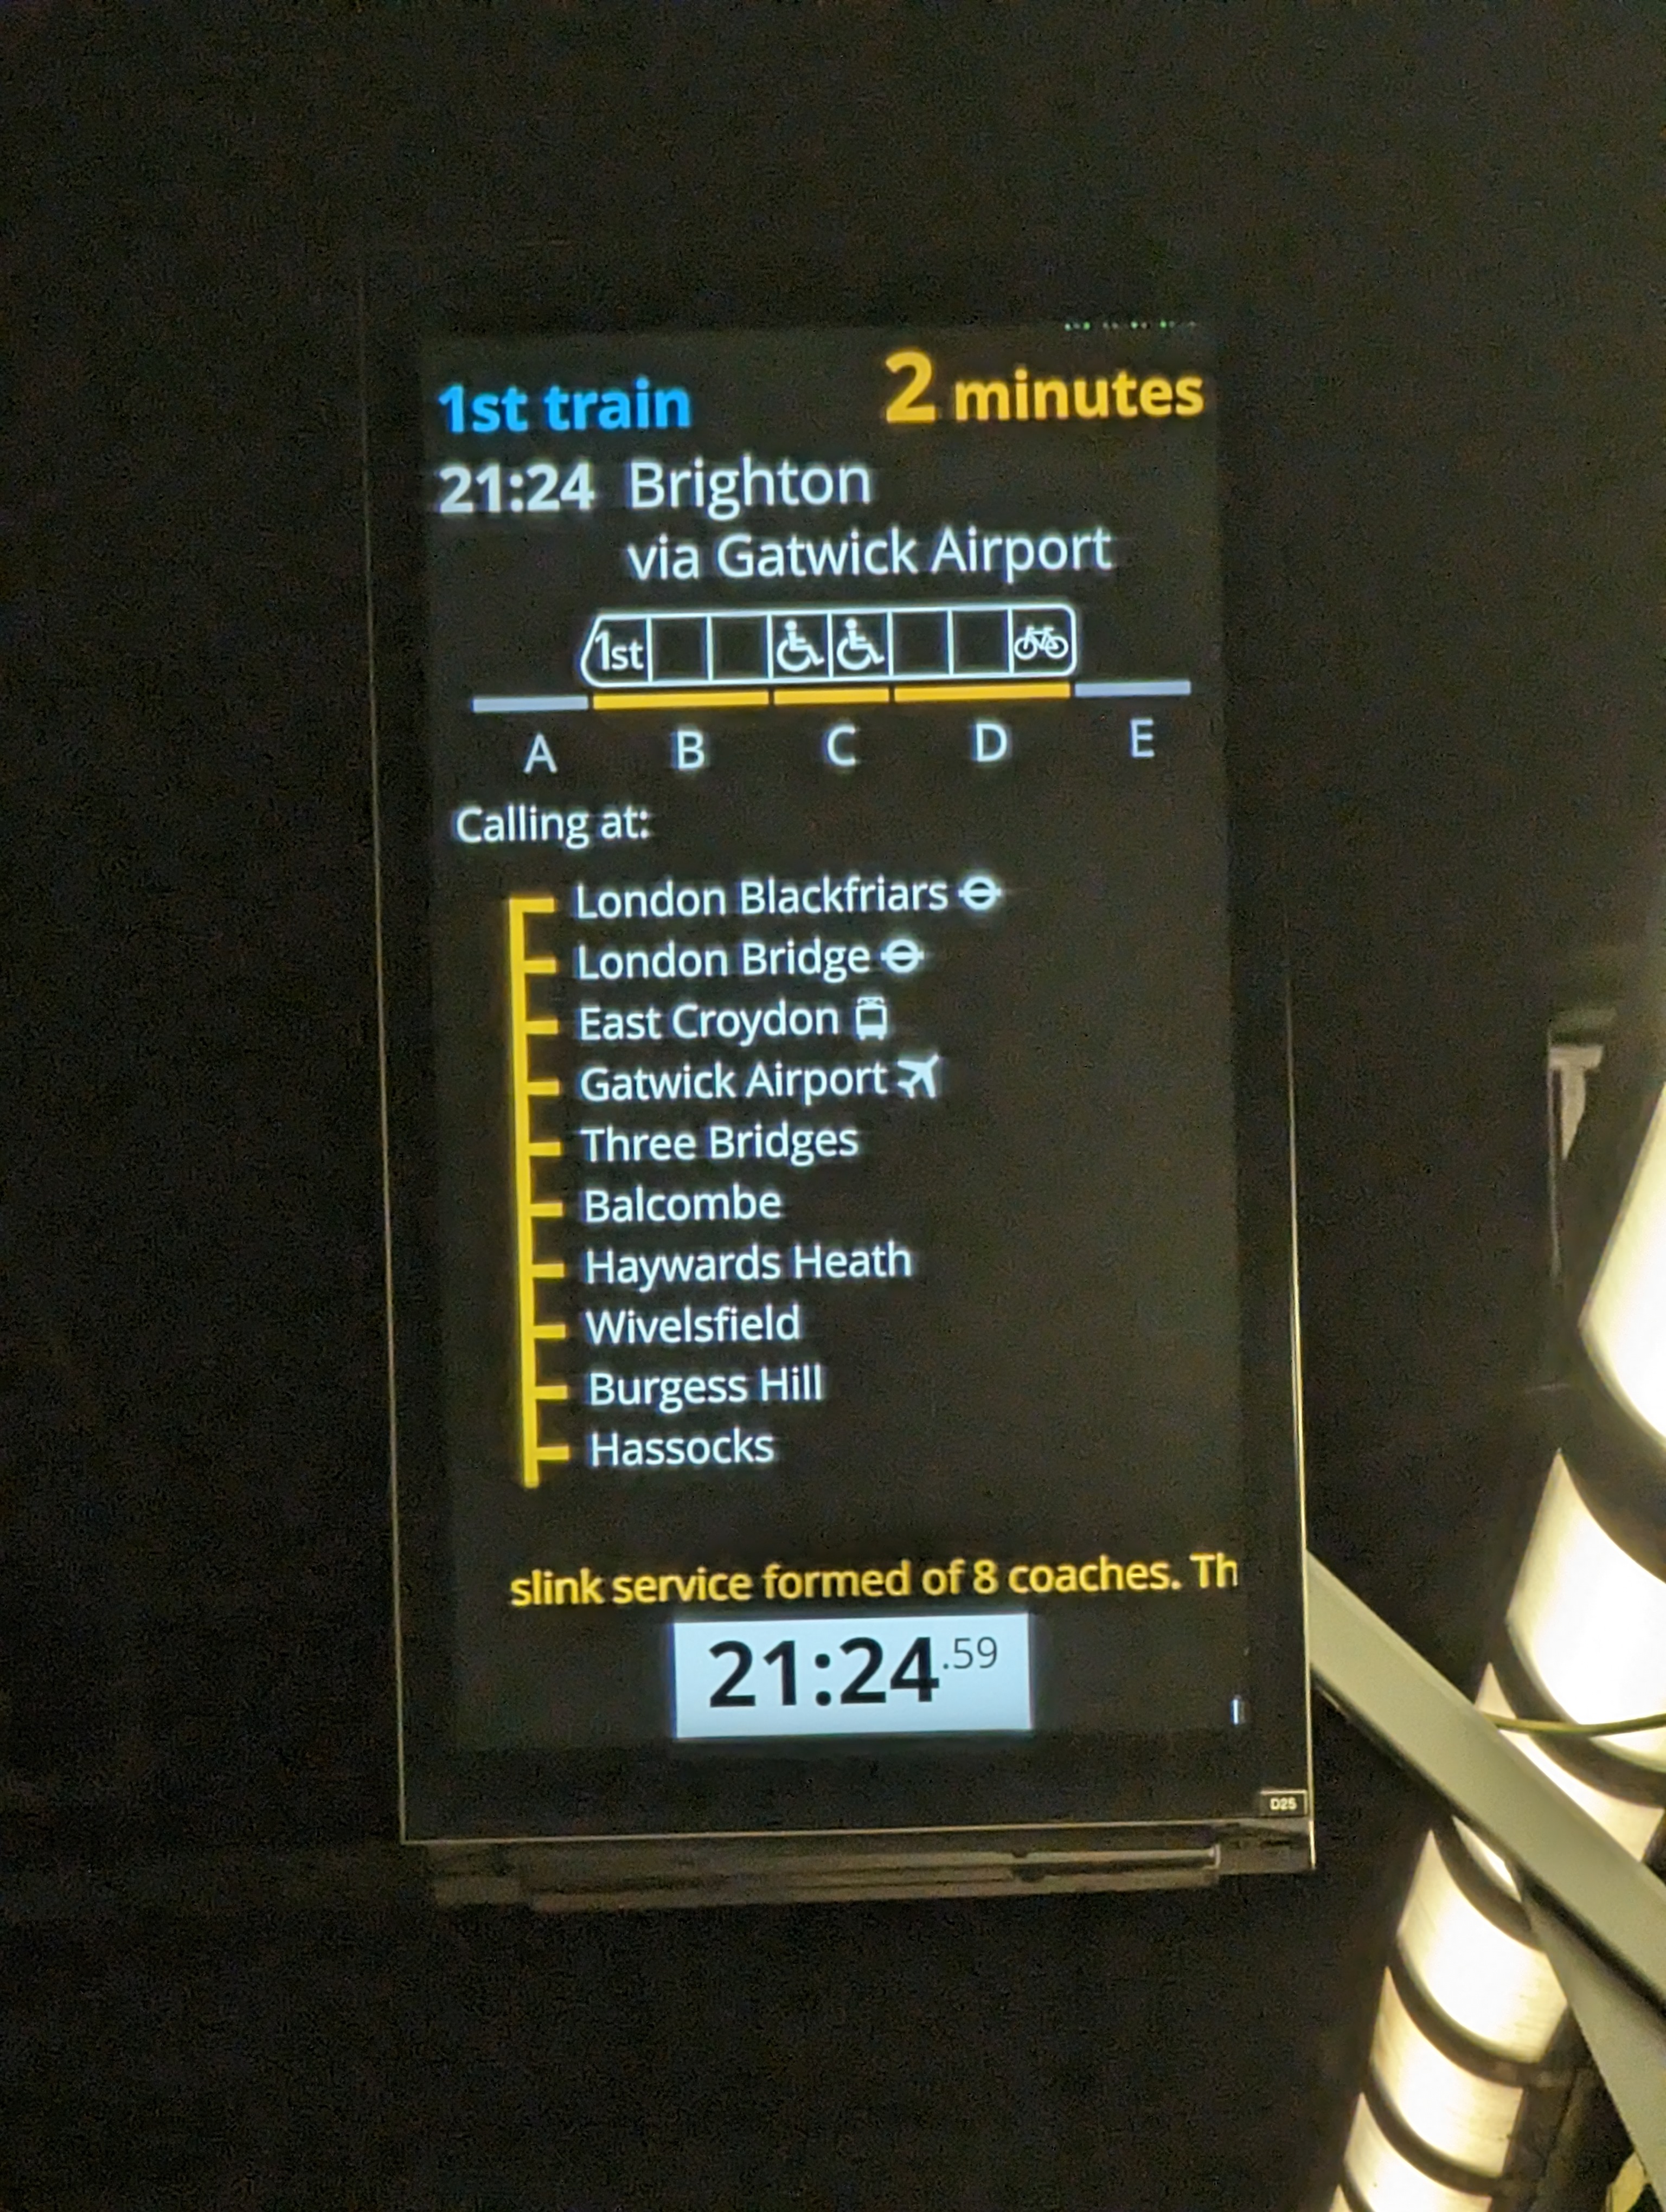 1st train 2 minutes
21:24 Brighton
via Gatwick Airport
1st
A B C D E
Calling at:
London Blackfriars
London Bridge
East Croydon
Gatwick Airport
Three Bridges
Balcombe
Haywards Heath
Wivelsfield
Burgess Hill
Hassocks
slink service formed of 8 coaches. Th
21:24.59
D25